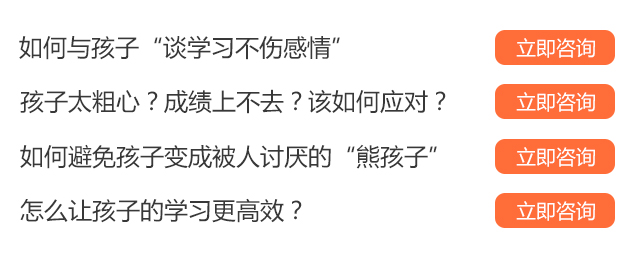 如何与孩子“谈学习不伤感情” 立即咨询
孩子太粗心？成绩上不去？该如何应对？ 立即咨询
如何避免孩子变成被人讨厌的“熊孩子” 立即咨询
怎么让孩子的学习更高效？ 立即咨询